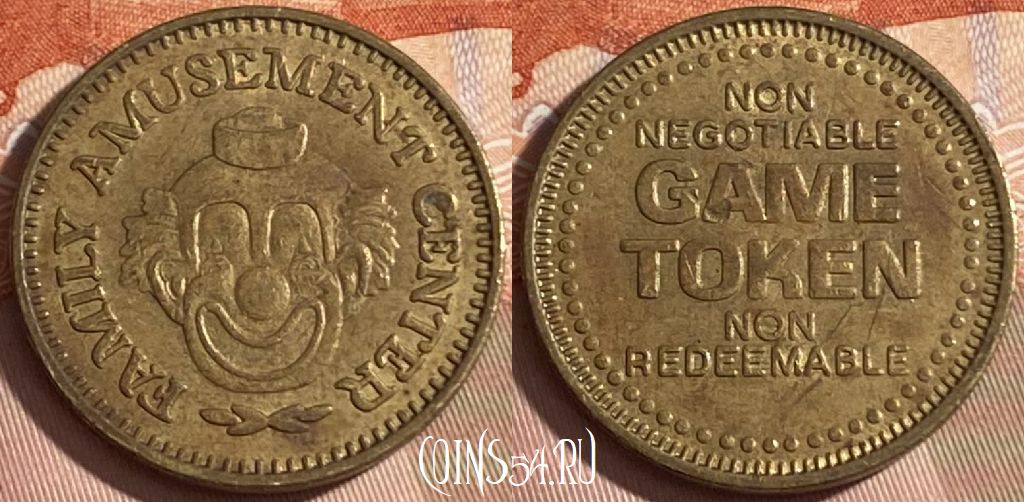 FAMILY AMUSEMENT CENTER
NON
NEGOTIABLE
GAME
TOKEN
NON
REDEEMABLE
COINS54.RU